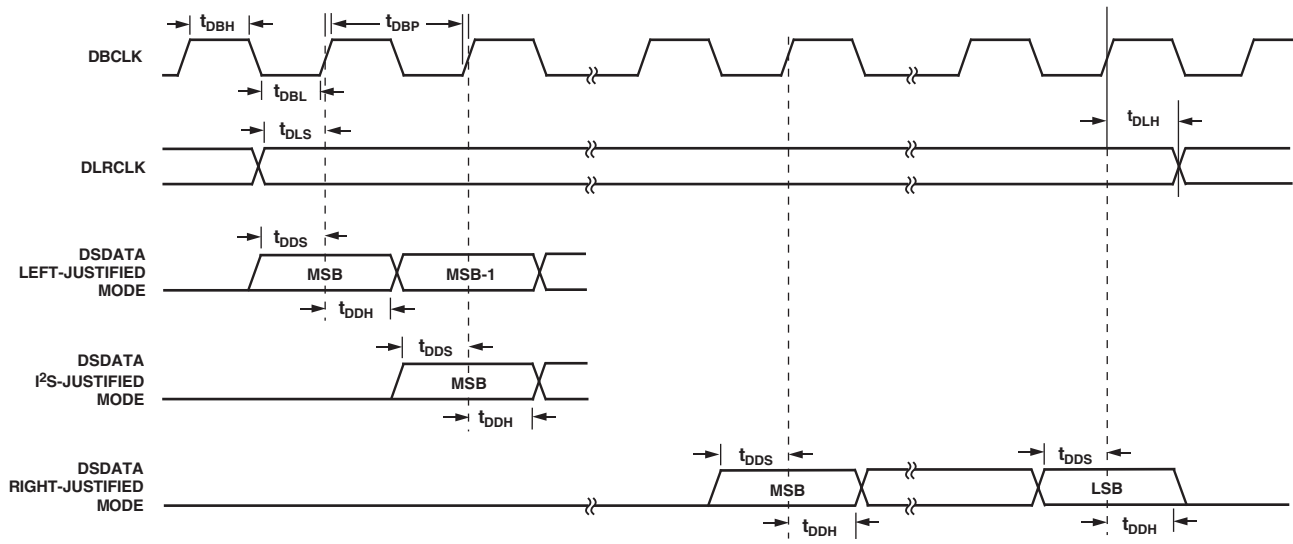 tDBH
tDBP
DBCLK
tDBL
tDLS
tDLH
DLRCLK
tDDS
DSDATA
LEFT-JUSTIFIED
MODE
MSB
MSB-1
tDDH
DSDATA
I²S-JUSTIFIED
MODE
tDDS
MSB
tDDH
DSDATA
RIGHT-JUSTIFIED
MODE
tDDS
tDDS
MSB
LSB
tDDH
tDDH